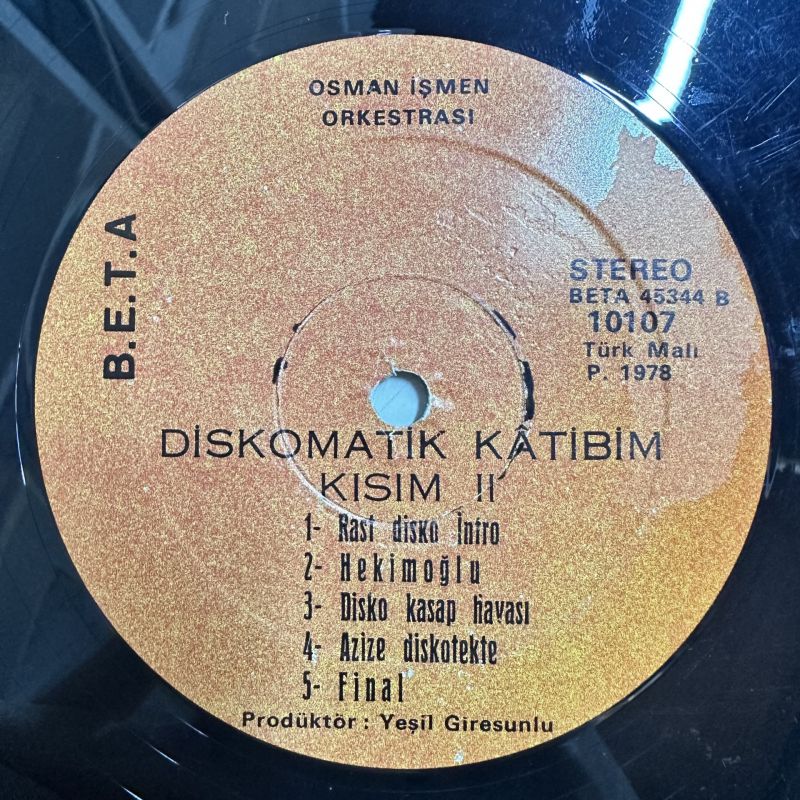 OSMAN İŞMEN
ORKESTRASI
B.E.T.A
STEREO
BETA 45344 B
10107
Türk Malı
P. 1978
DİSKOMATİK KÂTİBİM
KISIM II
1- Rast disko İntro
2- Hekimoğlu
3- Disko kasap havası
4- Azize diskotekte
5- Final
Prodüktör : Yeşil Giresunlu